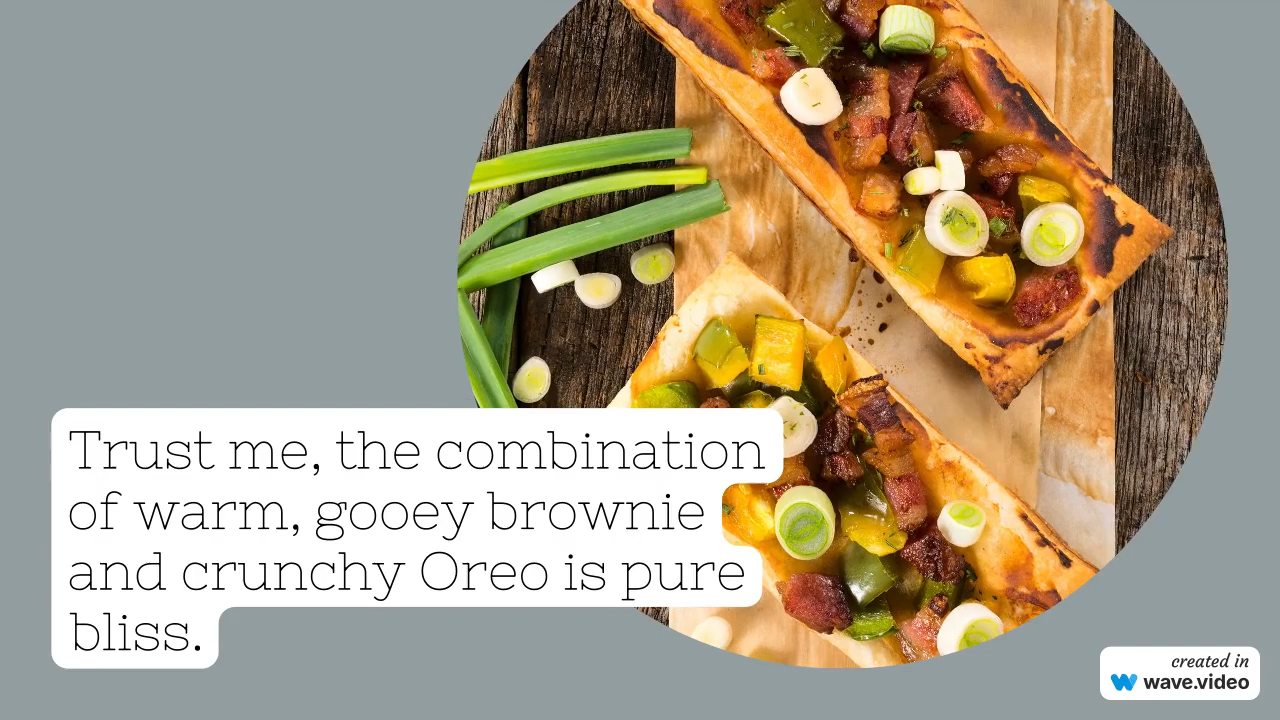 Trust me, the combination
of warm, gooey brownie
and crunchy Oreo is pure
bliss.
created in
wave.video